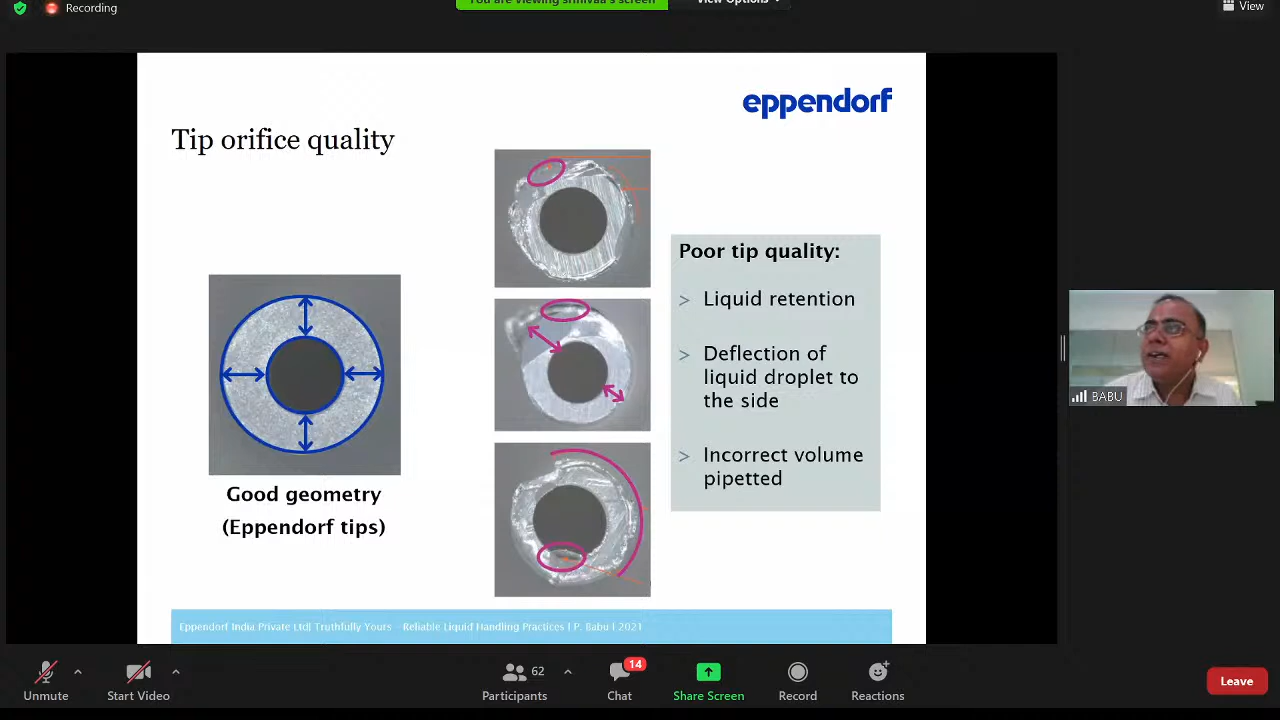 Recording
You are viewing srinivaa's screen
View Options
View
eppendorf
Tip orifice quality
Poor tip quality:
> Liquid retention
> Deflection of
liquid droplet to
the side
> Incorrect volume
pipetted
Good geometry
(Eppendorf tips)
BABU
Eppendorf India Private Ltd| Truthfully Yours - Reliable Liquid Handling Practices I P. Babu I 2021
Unmute
Start Video
62
Participants
14
Chat
Share Screen
Record
Reactions
Leave